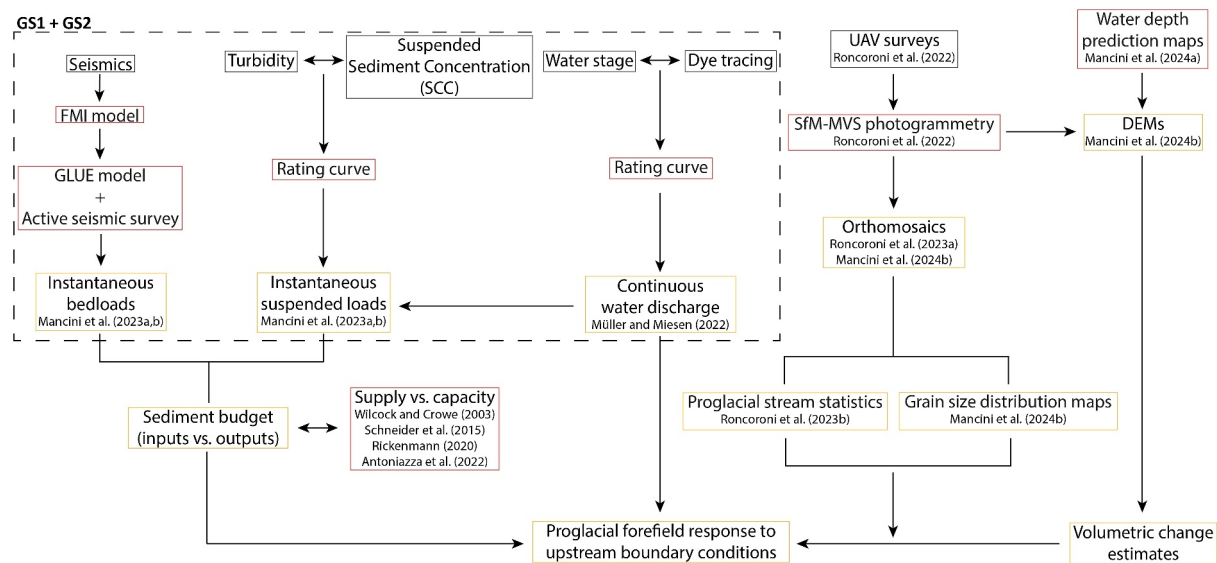 GS1 + GS2
Seismics
FMI model
GLUE model
+
Active seismic survey
Instantaneous
bedloads
Mancini et al. (2023a,b)
Turbidity
Suspended
Sediment Concentration
(SCC)
Rating curve
Instantaneous
suspended loads
Mancini et al. (2023a,b)
Water stage
Dye tracing
Rating curve
Continuous
water discharge
Müller and Miesen (2022)
UAV surveys
Roncoroni et al. (2022)
SfM-MVS photogrammetry
Roncoroni et al. (2022)
Water depth
prediction maps
Mancini et al. (2024a)
DEMs
Mancini et al. (2024b)
Orthomosaics
Roncoroni et al. (2023a)
Mancini et al. (2024b)
Sediment budget
(inputs vs. outputs)
Supply vs. capacity
Wilcock and Crowe (2003)
Schneider et al. (2015)
Rickenmann (2020)
Antoniazza et al. (2022)
Proglacial stream statistics
Roncoroni et al. (2023b)
Grain size distribution maps
Mancini et al. (2024b)
Proglacial forefield response to
upstream boundary conditions
Volumetric change
estimates